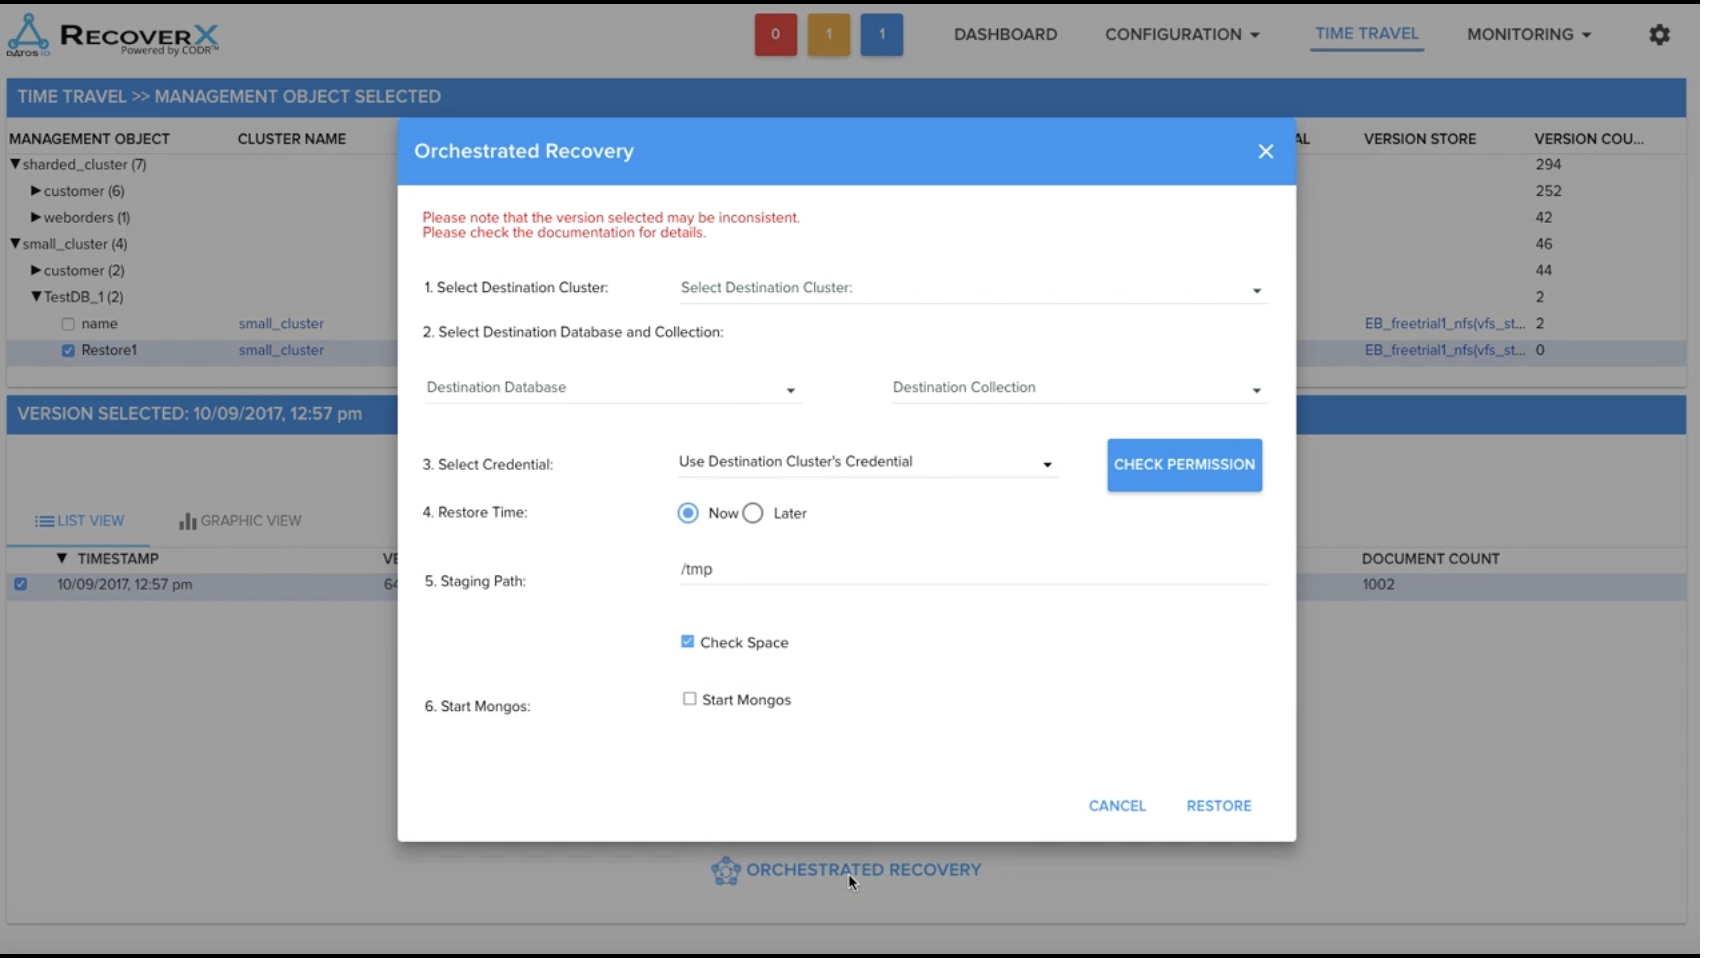 RECOVERX
Powered by CODR™
DATOS IO
0
1
1
DASHBOARD
CONFIGURATION
TIME TRAVEL
MONITORING
TIME TRAVEL >> MANAGEMENT OBJECT SELECTED
MANAGEMENT OBJECT CLUSTER NAME AL VERSION STORE VERSION COU...
sharded_cluster (7) 294
customer (6) 252
weborders (1) 42
small_cluster (4) 46
customer (2) 44
TestDB_1 (2) 2
name small_cluster EB_freetrial1_nfs(vfs_st... 2
Restore1 small_cluster EB_freetrial1_nfs(vfs_st... 0
VERSION SELECTED: 10/09/2017, 12:57 pm
LIST VIEW GRAPHIC VIEW
TIMESTAMP VE DOCUMENT COUNT
10/09/2017, 12:57 pm 64 1002
Orchestrated Recovery
Please note that the version selected may be inconsistent.
Please check the documentation for details.
1. Select Destination Cluster: Select Destination Cluster:
2. Select Destination Database and Collection:
Destination Database Destination Collection
3. Select Credential: Use Destination Cluster's Credential CHECK PERMISSION
4. Restore Time: Now Later
5. Staging Path: /tmp
Check Space
6. Start Mongos: Start Mongos
CANCEL RESTORE
ORCHESTRATED RECOVERY